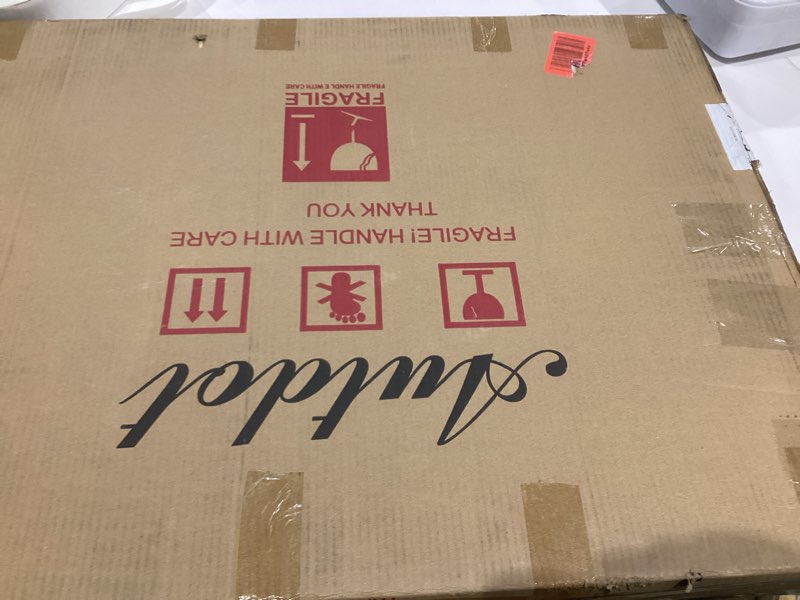 Autdot
FRAGILE! HANDLE WITH CARE
THANK YOU
FRAGILE
FRAGILE HANDLE WITH CARE